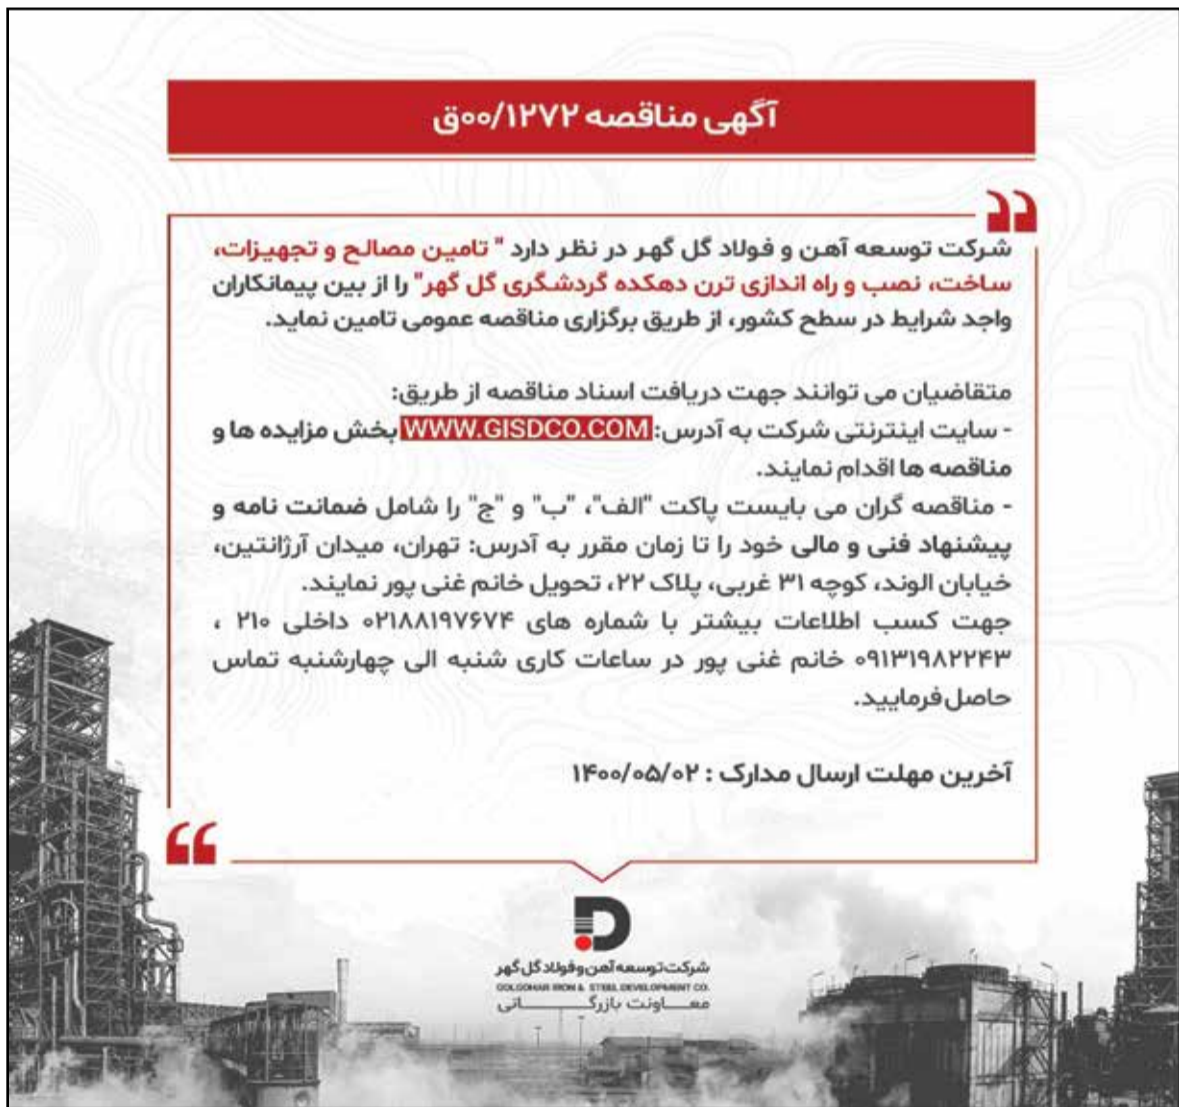 آگهی مناقصه ۰۰/۱۲۷۲ق
شرکت توسعه آهن و فولاد گل گهر در نظر دارد " تامین مصالح و تجهیزات،
ساخت، نصب و راه اندازی ترن دهکده گردشگری گل گهر" را از بین پیمانکاران
واجد شرایط در سطح کشور، از طریق برگزاری مناقصه عمومی تامین نماید.
متقاضیان می توانند جهت دریافت اسناد مناقصه از طریق:
- سایت اینترنتی شرکت به آدرس: WWW.GISDCO.COM بخش مزایده ها و
مناقصه ها اقدام نمایند.
- مناقصه گران می بایست پاکت "الف"، "ب" و "ج" را شامل ضمانت نامه و
پیشنهاد فنی و مالی خود را تا زمان مقرر به آدرس: تهران، میدان آرژانتین،
خیابان الوند، کوچه ۳۱ غربی، پلاک ۲۲، تحویل خانم غنی پور نمایند.
جهت کسب اطلاعات بیشتر با شماره های ۰۲۱۸۸۱۹۷۶۷۴ داخلی ۲۱۰ ،
۰۹۱۳۱۹۸۲۲۴۳ خانم غنی پور در ساعات کاری شنبه الی چهارشنبه تماس
حاصل فرمایید.
آخرین مهلت ارسال مدارک : ۱۴۰۰/۰۵/۰۲
شرکت توسعه آهن و فولاد گل گهر
GOLGOHAR IRON & STEEL DEVELOPMENT CO.
معـــاونت بازرگـــــــانی